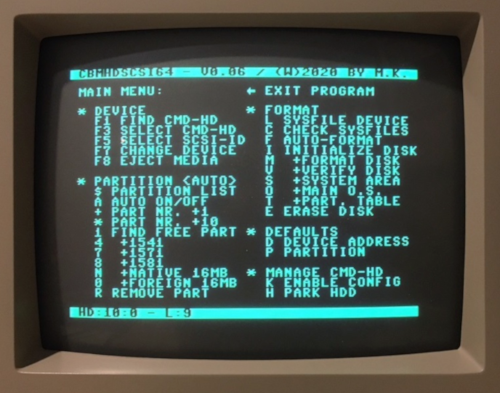 CBMHDSCSI64 - V0.06 / (W)2020 BY M.K.
MAIN MENU: ← EXIT PROGRAM
* DEVICE * FORMAT
F1 FIND CMD-HD L SYSFILE DEVICE
F3 SELECT CMD-HD C CHECK SYSFILES
F5 SELECT SCSI-ID F AUTO-FORMAT
F7 CHANGE DEVICE I INITIALIZE DISK
F8 EJECT MEDIA M +FORMAT DISK
V +VERIFY DISK
* PARTITION <AUTO> S +SYSTEM AREA
$ PARTITION LIST O +MAIN O.S.
A AUTO ON/OFF T +PART. TABLE
+ PART NR. +1 E ERASE DISK
* PART NR. +10
1 FIND FREE PART * DEFAULTS
4 +1541 D DEVICE ADDRESS
7 +1571 P PARTITION
8 +1581
N +NATIVE 16MB * MANAGE CMD-HD
0 +FOREIGN 16MB K ENABLE CONFIG
R REMOVE PART H PARK HDD
HD:10:0 - L:9